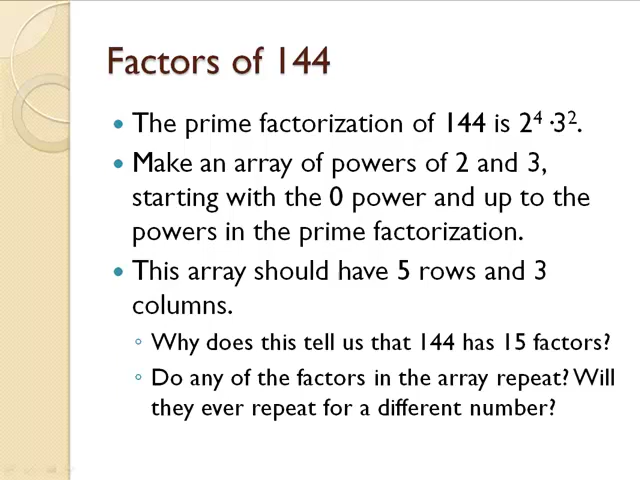 Factors of 144
• The prime factorization of 144 is 2⁴ ·3².
• Make an array of powers of 2 and 3,
starting with the 0 power and up to the
powers in the prime factorization.
• This array should have 5 rows and 3
columns.
◦ Why does this tell us that 144 has 15 factors?
◦ Do any of the factors in the array repeat? Will
they ever repeat for a different number?